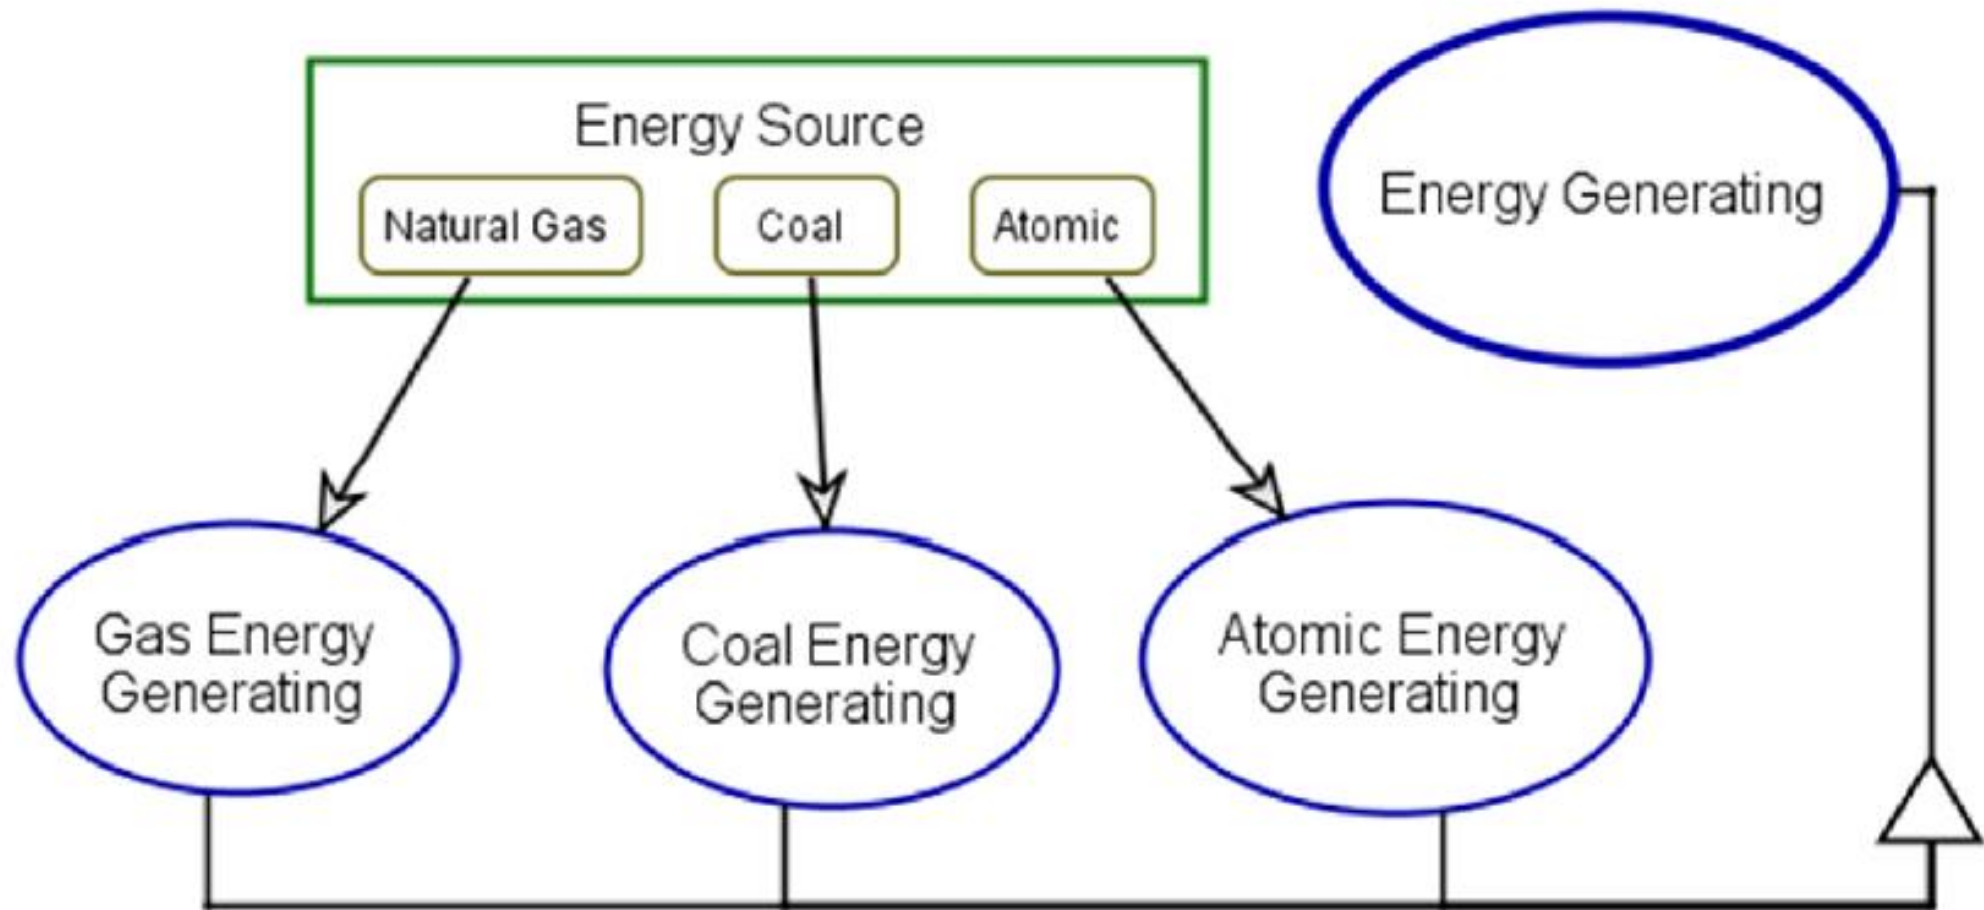 Energy Source
Natural Gas
Coal
Atomic
Energy Generating
Gas Energy
Generating
Coal Energy
Generating
Atomic Energy
Generating